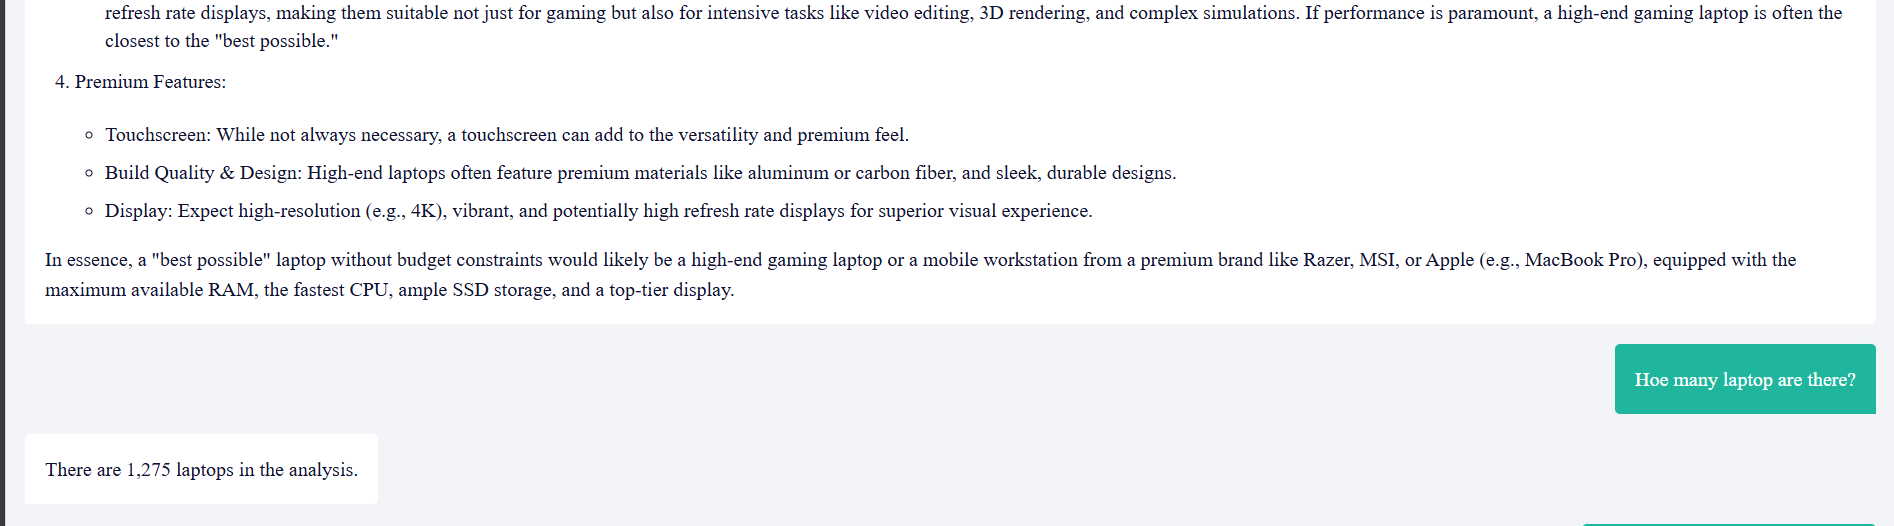 refresh rate displays, making them suitable not just for gaming but also for intensive tasks like video editing, 3D rendering, and complex simulations. If performance is paramount, a high-end gaming laptop is often the
closest to the "best possible."
4. Premium Features:
◦ Touchscreen: While not always necessary, a touchscreen can add to the versatility and premium feel.
◦ Build Quality & Design: High-end laptops often feature premium materials like aluminum or carbon fiber, and sleek, durable designs.
◦ Display: Expect high-resolution (e.g., 4K), vibrant, and potentially high refresh rate displays for superior visual experience.
In essence, a "best possible" laptop without budget constraints would likely be a high-end gaming laptop or a mobile workstation from a premium brand like Razer, MSI, or Apple (e.g., MacBook Pro), equipped with the
maximum available RAM, the fastest CPU, ample SSD storage, and a top-tier display.
Hoe many laptop are there?
There are 1,275 laptops in the analysis.